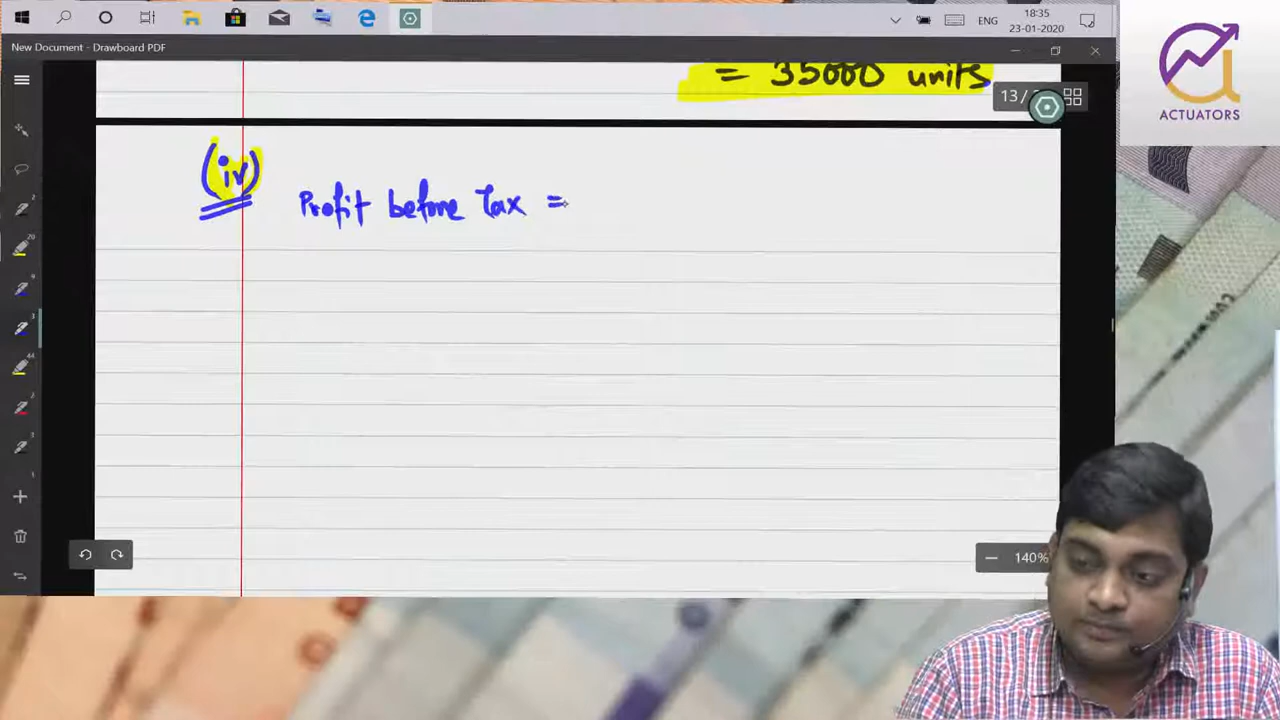 18:35
ENG
23-01-2020
New Document - Drawboard PDF
= 35000 units
13 /
ACTUATORS
(iv)
Profit before Tax =
140%